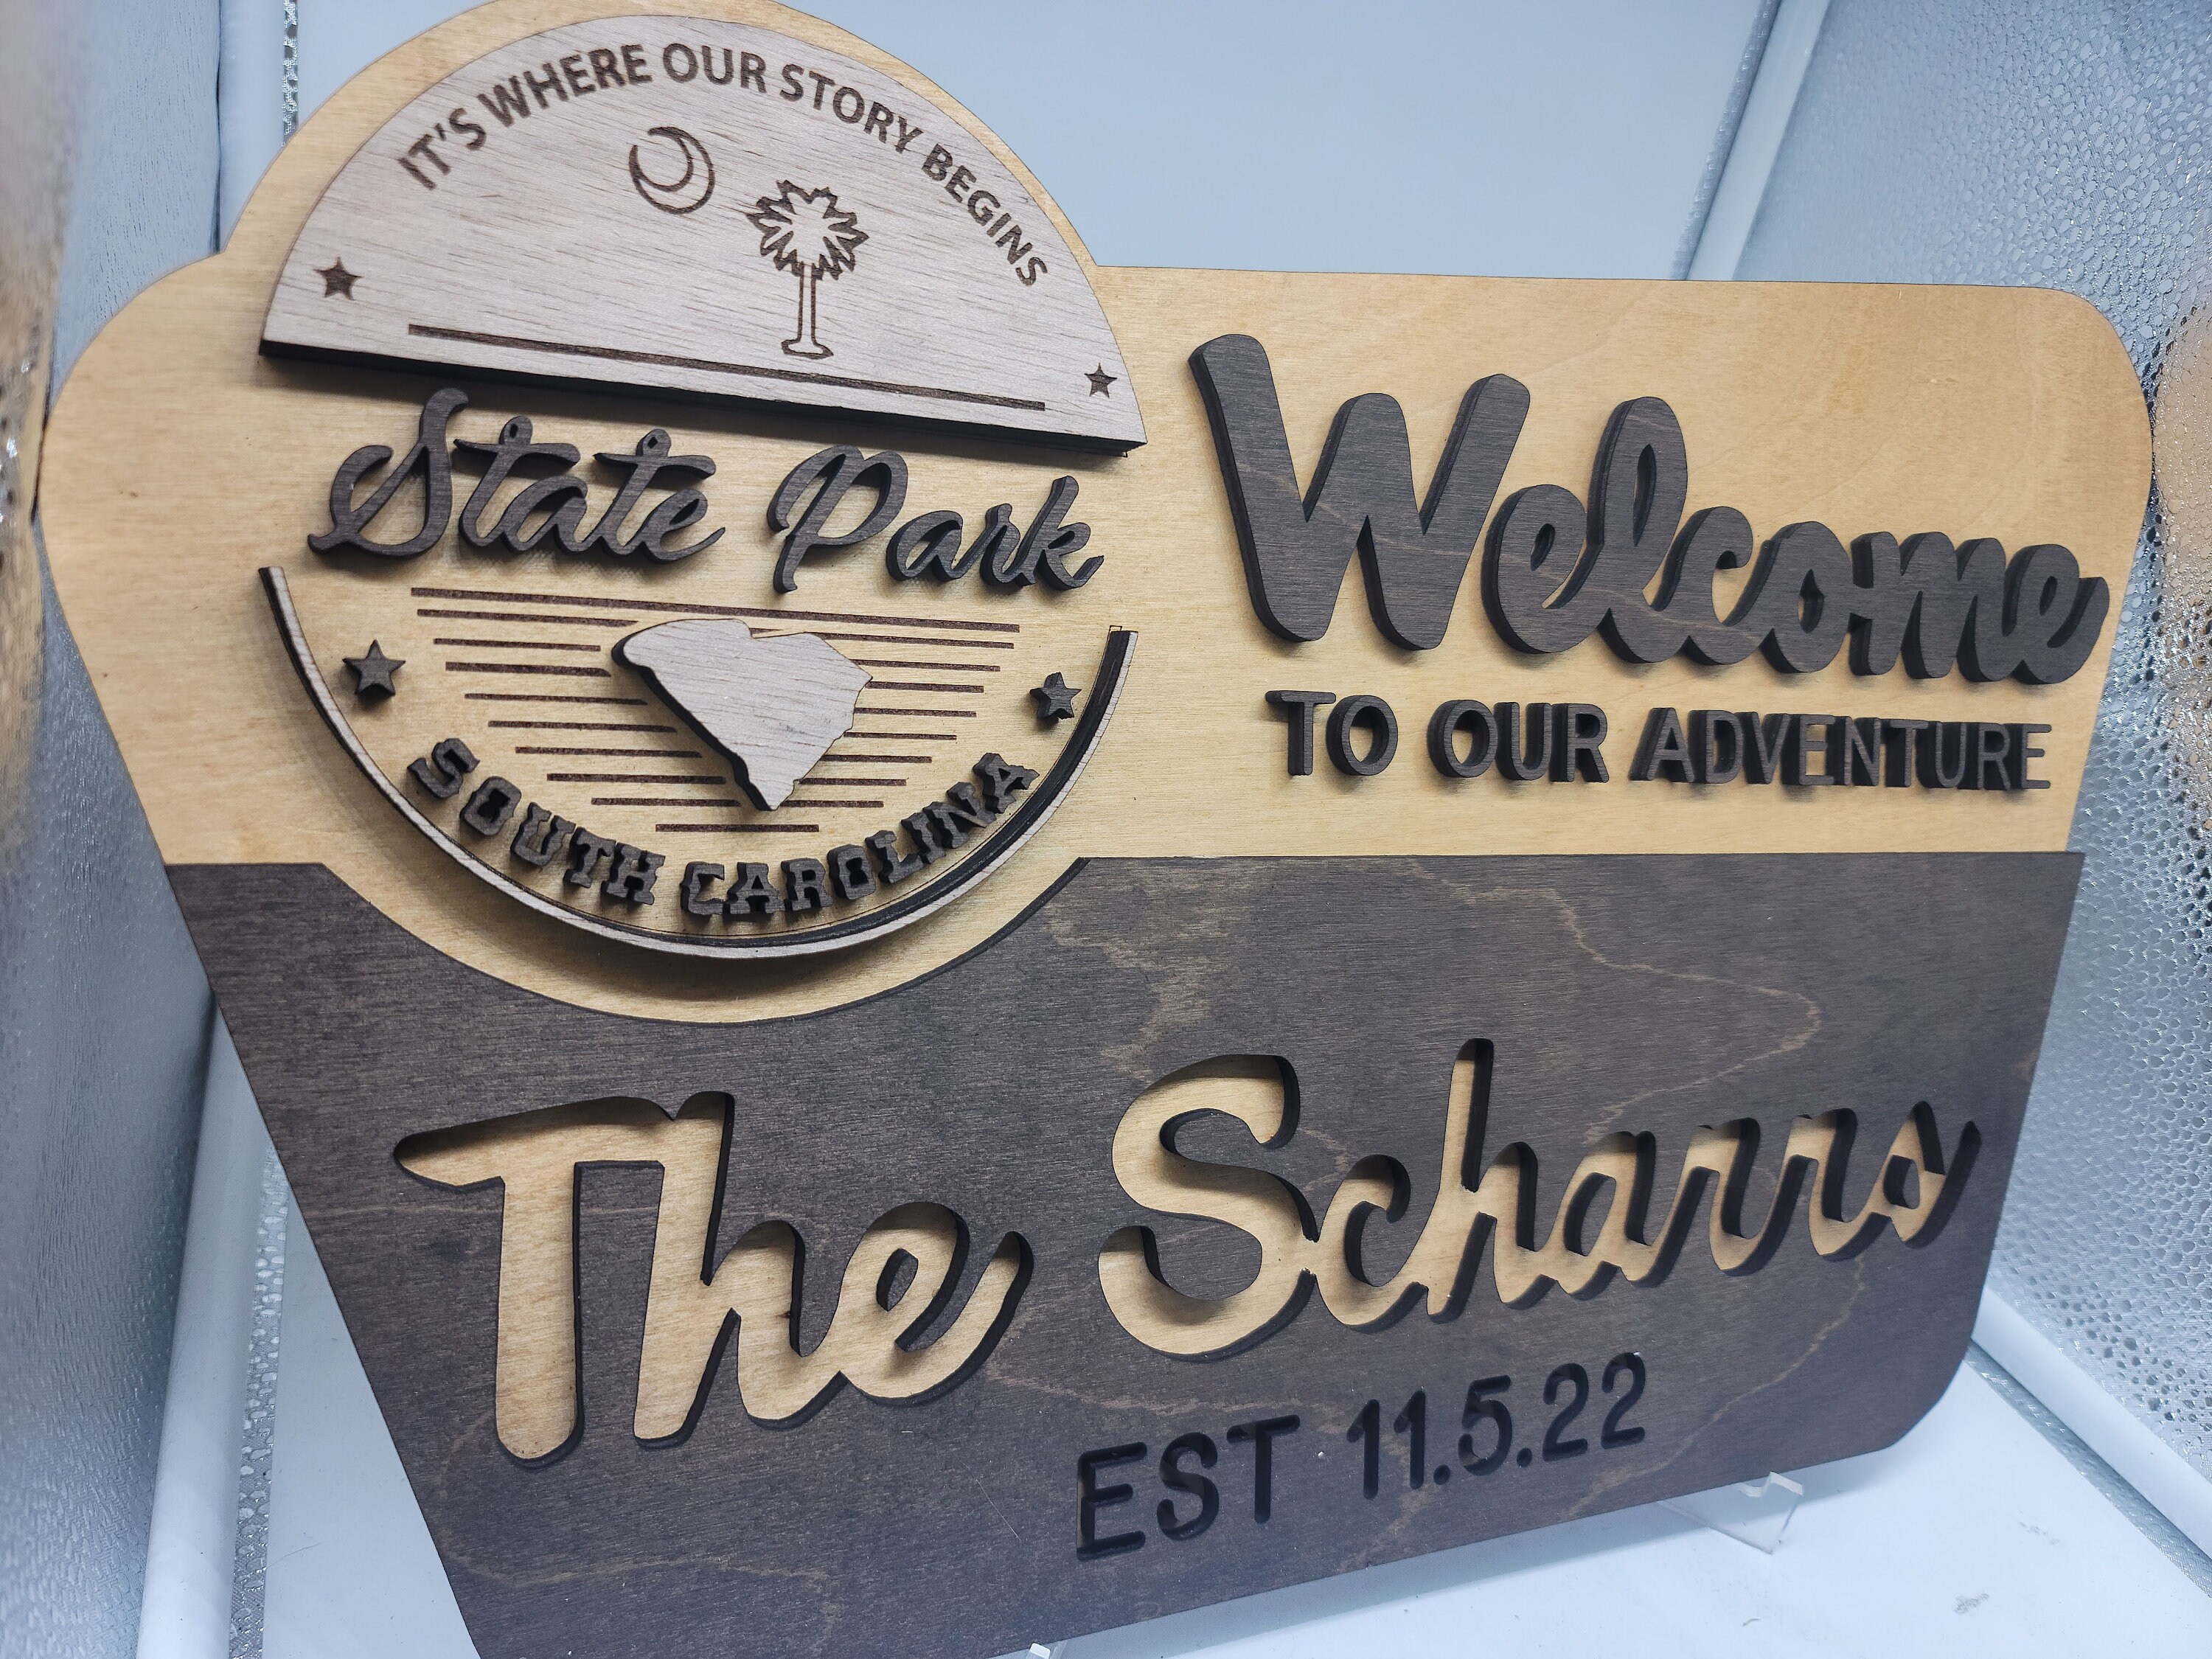 IT'S WHERE OUR STORY BEGINS
State Park
SOUTH CAROLINA
Welcome
TO OUR ADVENTURE
The Scharrs
EST 11.5.22